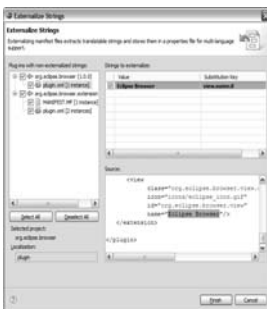 Externalize Strings
Externalize Strings
Externalizing manifest files extracts translatable strings and stores them in a properties file for multi-language
support.
Plug-ins with non-externalized strings:
org.eclipse.browser [1.0.0]
plugin.xml [2 instances]
org.eclipse.browser.extension
MANIFEST.MF [1 instance]
plugin.xml [2 instances]
Select All
Deselect All
Selected project:
org.eclipse.browser
Localization:
plugin
Strings to externalize:
Value
Substitution Key
Eclipse Browser
view.name.0
Source:
<view
class="org.eclipse.browser.view.
icon="icons/eclipse_icons.gif"
id="org.eclipse.browser.view"
name="Eclipse Browser"/>
</extension>
</plugin>
Finish
Cancel